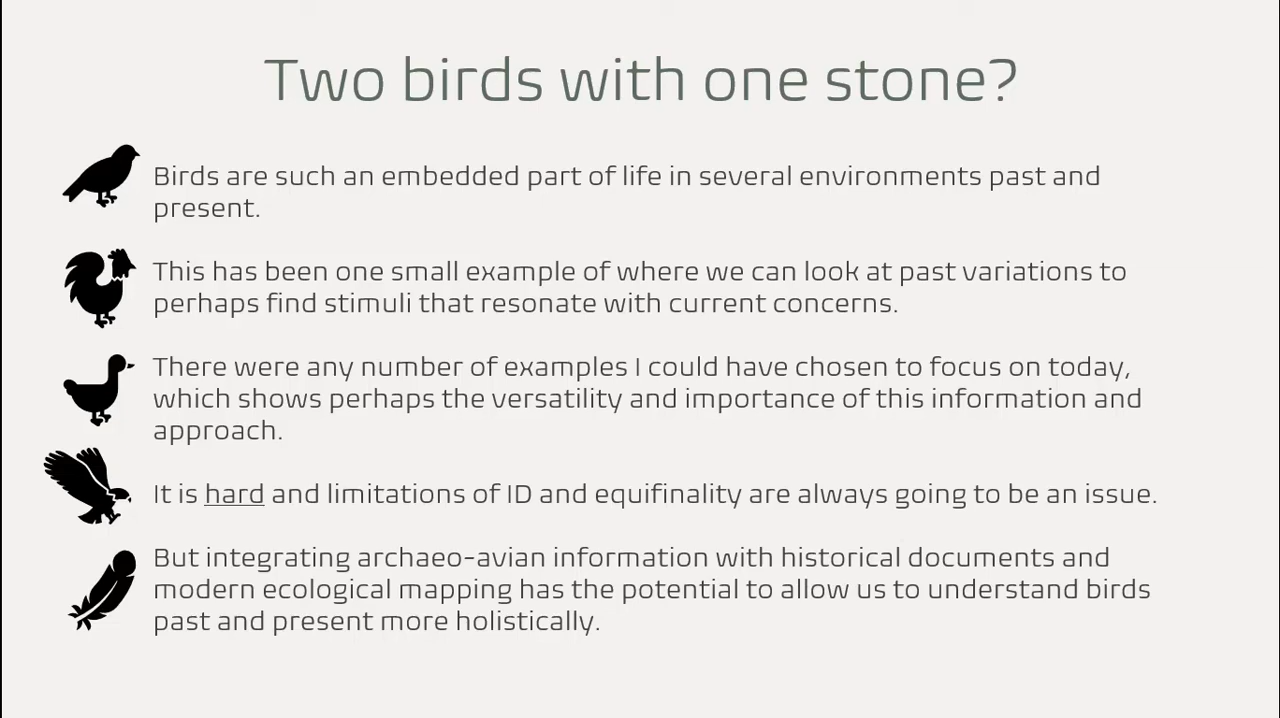 Two birds with one stone?
Birds are such an embedded part of life in several environments past and
present.
This has been one small example of where we can look at past variations to
perhaps find stimuli that resonate with current concerns.
There were any number of examples I could have chosen to focus on today,
which shows perhaps the versatility and importance of this information and
approach.
It is hard and limitations of ID and equifinality are always going to be an issue.
But integrating archaeo-avian information with historical documents and
modern ecological mapping has the potential to allow us to understand birds
past and present more holistically.